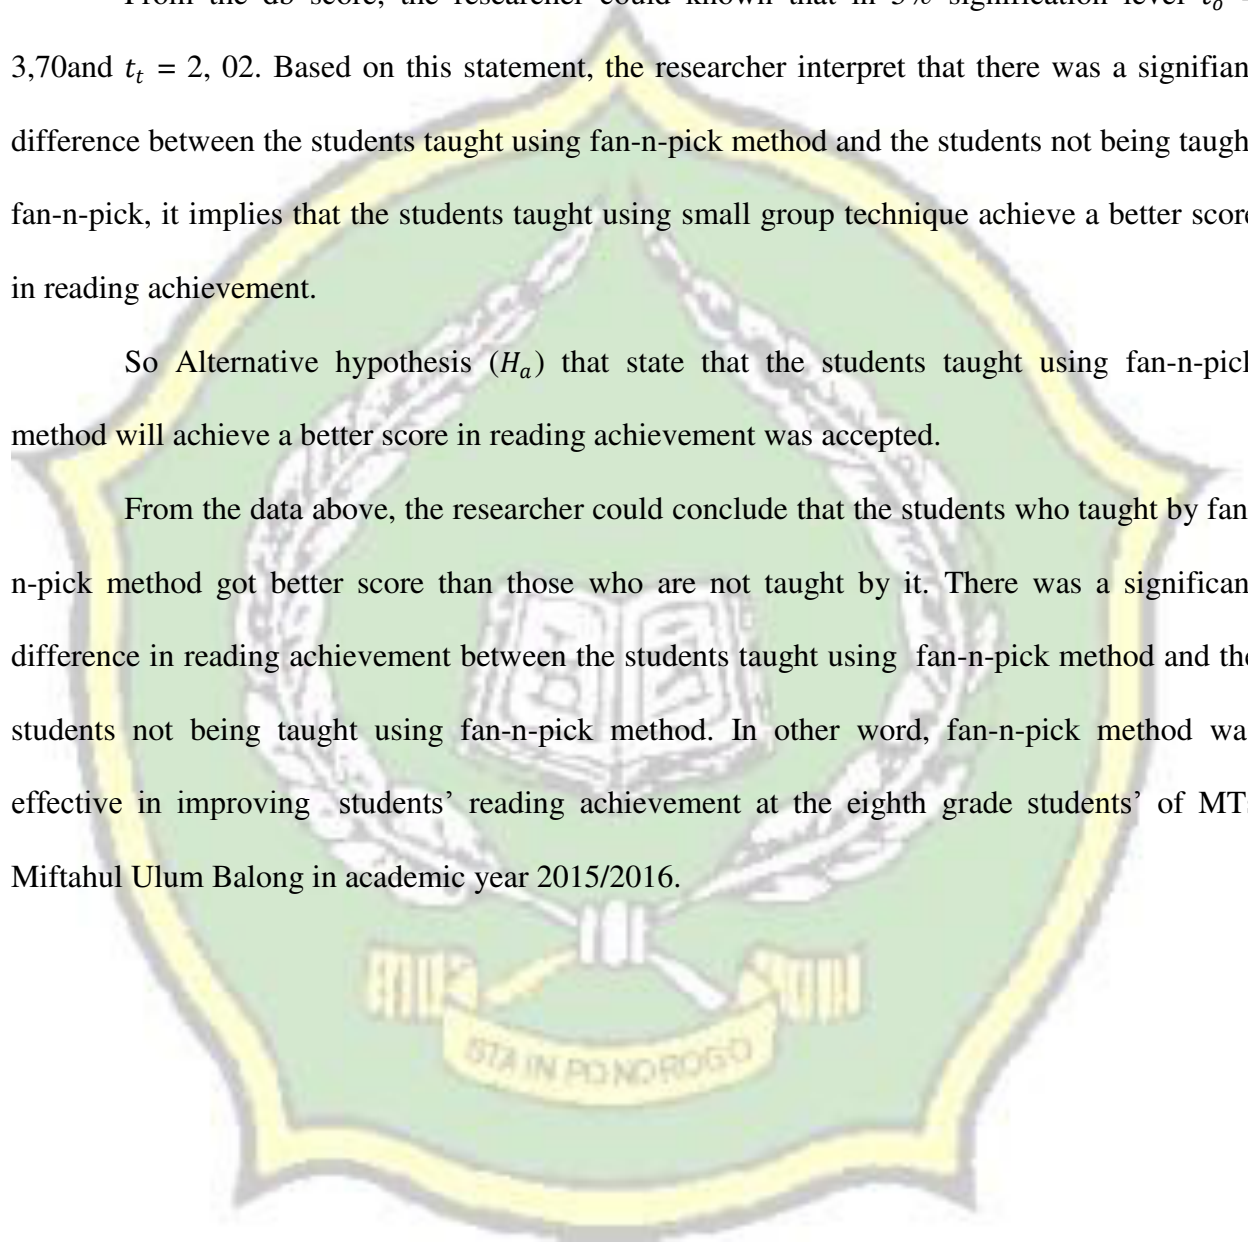 From the db score, the researcher could known that in 5% signification level t₀ =
3,70and tₜ = 2, 02. Based on this statement, the researcher interpret that there was a signifian
difference between the students taught using fan-n-pick method and the students not being taugh
fan-n-pick, it implies that the students taught using small group technique achieve a better score
in reading achievement.
So Alternative hypothesis (Hₐ) that state that the students taught using fan-n-pick
method will achieve a better score in reading achievement was accepted.
From the data above, the researcher could conclude that the students who taught by fan
n-pick method got better score than those who are not taught by it. There was a significan
difference in reading achievement between the students taught using fan-n-pick method and the
students not being taught using fan-n-pick method. In other word, fan-n-pick method wa
effective in improving students’ reading achievement at the eighth grade students’ of MTs
Miftahul Ulum Balong in academic year 2015/2016.
STA IN PONOROGO